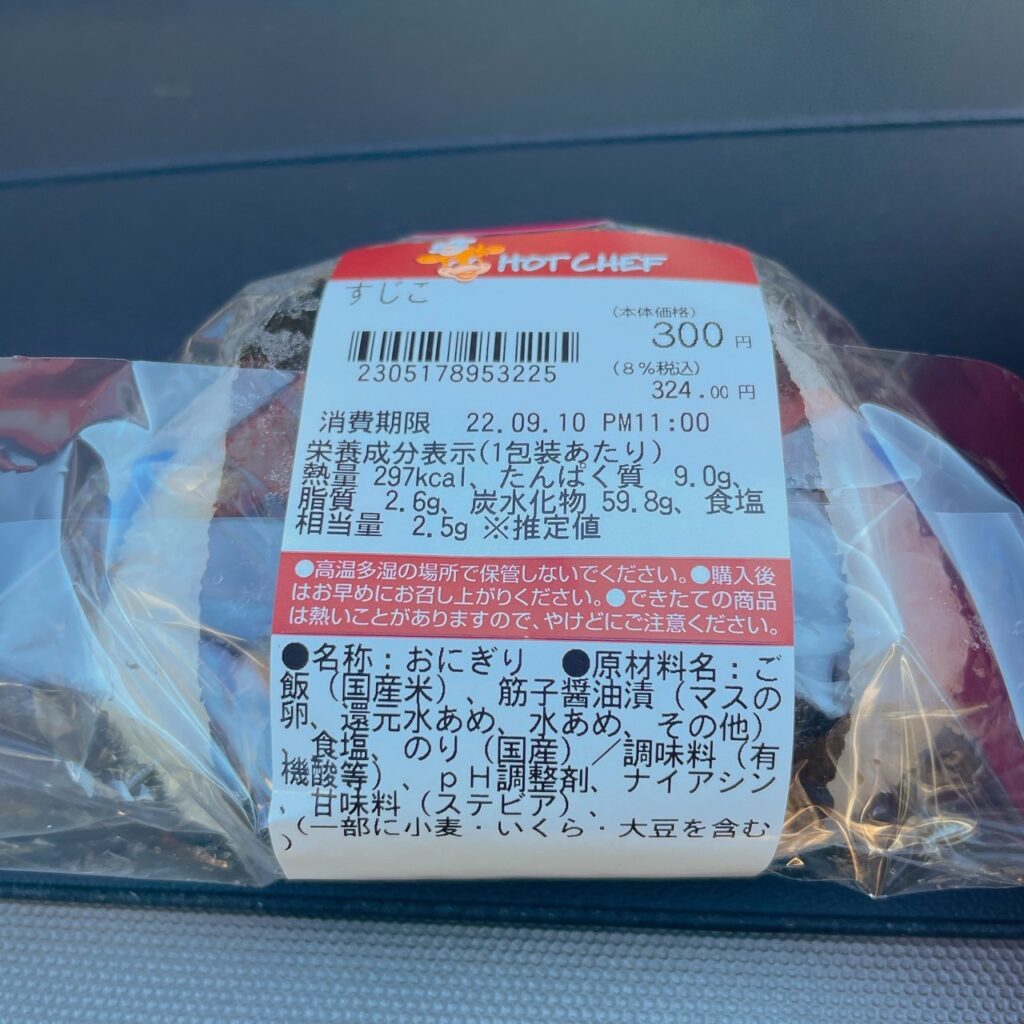 HOT CHEF
すじこ
(本体価格)
300 円
2305178953225
(8%税込)
324.00 円
消費期限 22.09.10 PM11:00
栄養成分表示(1包装あたり)
熱量 297kcal、たんぱく質 9.0g、
脂質 2.6g、炭水化物 59.8g、食塩
相当量 2.5g ※推定値
●高温多湿の場所で保管しないでください。●購入後
はお早めにお召し上がりください。●できたての商品
は熱いことがありますので、やけどにご注意ください。
●名称:おにぎり ●原材料名:ご
飯(国産米)、筋子醤油漬(マスの
卵、還元水あめ、水あめ、その他)
、食塩、のり(国産)/調味料(有
機酸等)、pH調整剤、ナイアシン
、甘味料(ステビア)、
(一部に小麦・いくら・大豆を含む
)